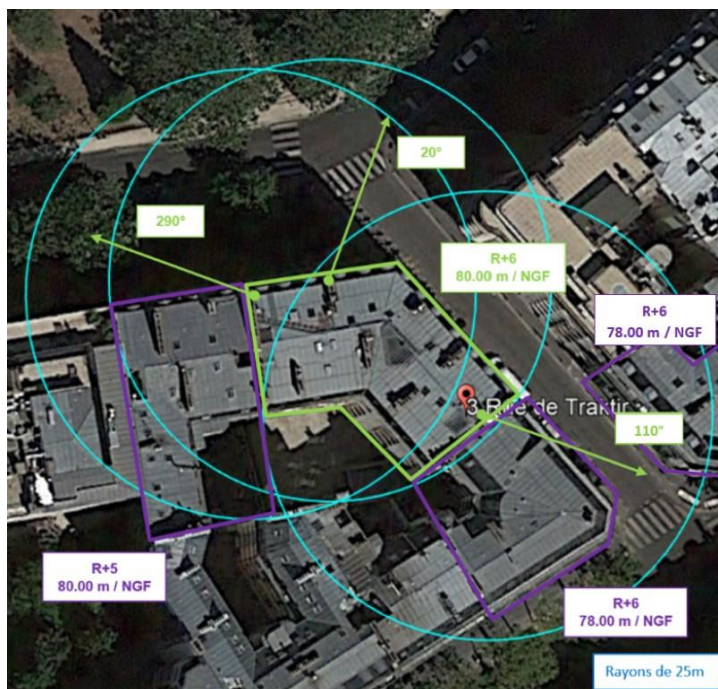 20°
290°
R+6
80.00 m / NGF
R+6
78.00 m / NGF
3 Rue de Traktir
110°
R+5
80.00 m / NGF
R+6
78.00 m / NGF
Rayons de 25m